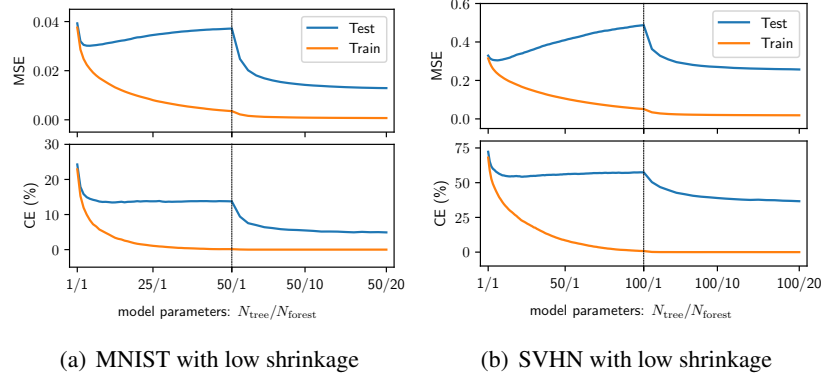 0.04
0.02
0.00
MSE
Test
Train
30
20
10
0
CE (%)
1/1
25/1
50/1
50/10
50/20
model parameters: N_tree/N_forest
(a) MNIST with low shrinkage
0.6
0.4
0.2
0.0
MSE
Test
Train
75
50
25
0
CE (%)
1/1
50/1
100/1
100/10
100/20
model parameters: N_tree/N_forest
(b) SVHN with low shrinkage